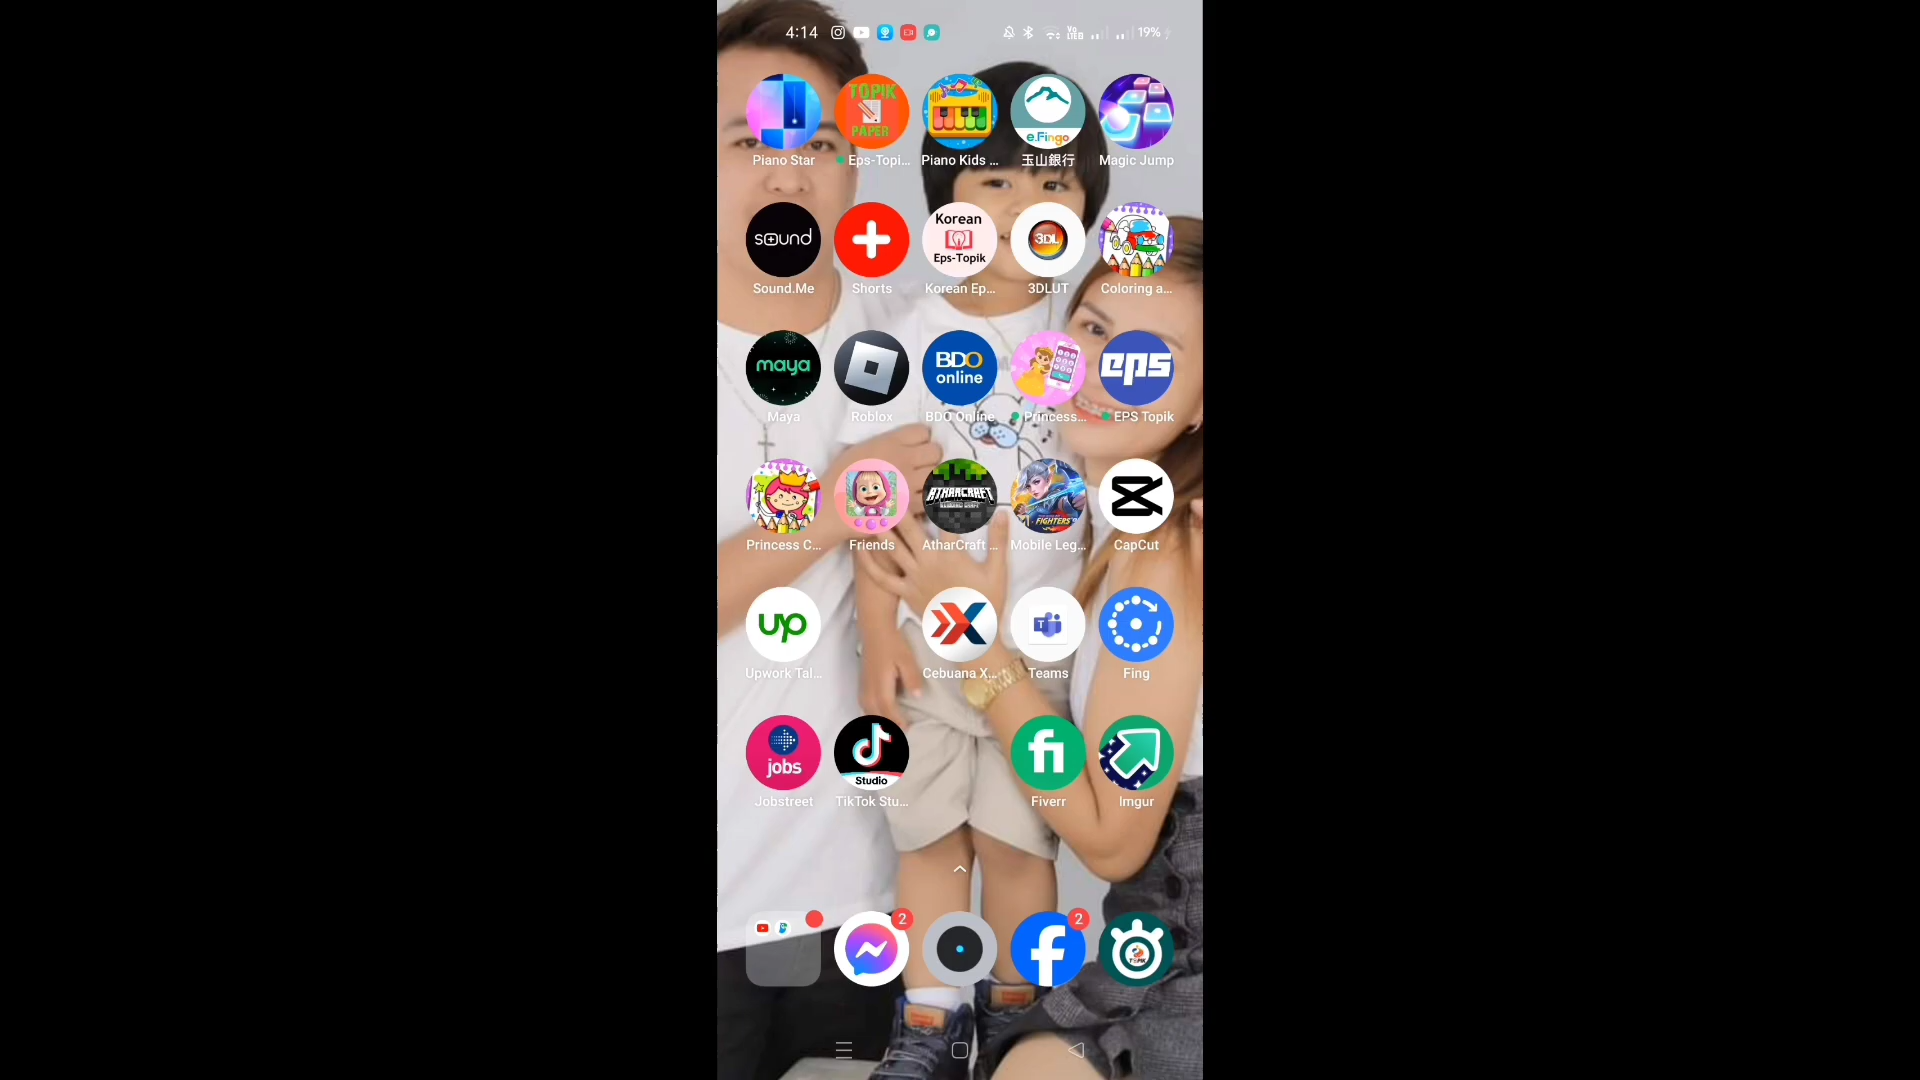 4:14
Vo
LTE
19%
TOPIK
PAPER
e.Fingo
Piano Star
Eps-Topi...
Piano Kids ...
玉山銀行
Magic Jump
sound
Korean
Eps-Topik
3DL
Sound.Me
Shorts
Korean Ep...
3DLUT
Coloring a...
maya
BDO
online
eps
Maya
Roblox
BDO Online
Princess...
EPS Topik
ATHARCRAFT
FIGHTERS
Princess C...
Friends
AtharCraft ...
Mobile Leg...
CapCut
up
T
Upwork Tal...
Cebuana X...
Teams
Fing
jobs
Studio
fi
Jobstreet
TikTok Stu...
Fiverr
Imgur
2
2